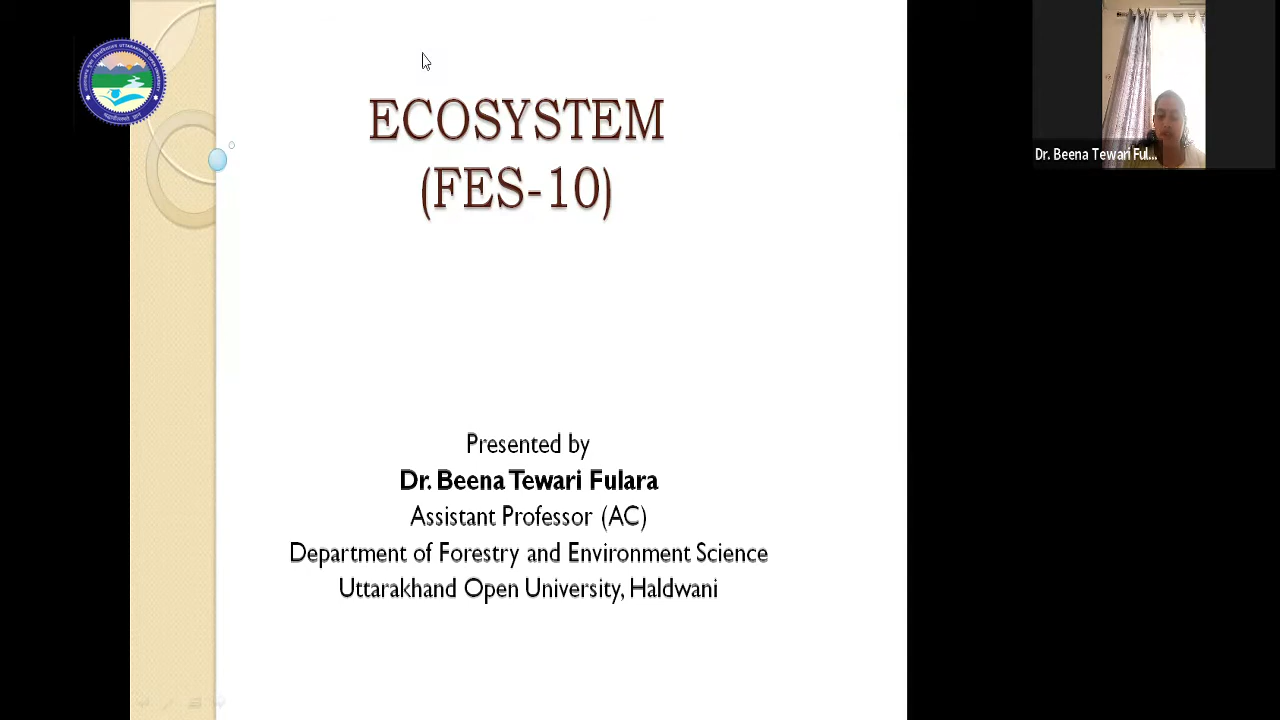 ECOSYSTEM
(FES-10)
Presented by
Dr. Beena Tewari Fulara
Assistant Professor (AC)
Department of Forestry and Environment Science
Uttarakhand Open University, Haldwani
Dr. Beena Tewari Ful...